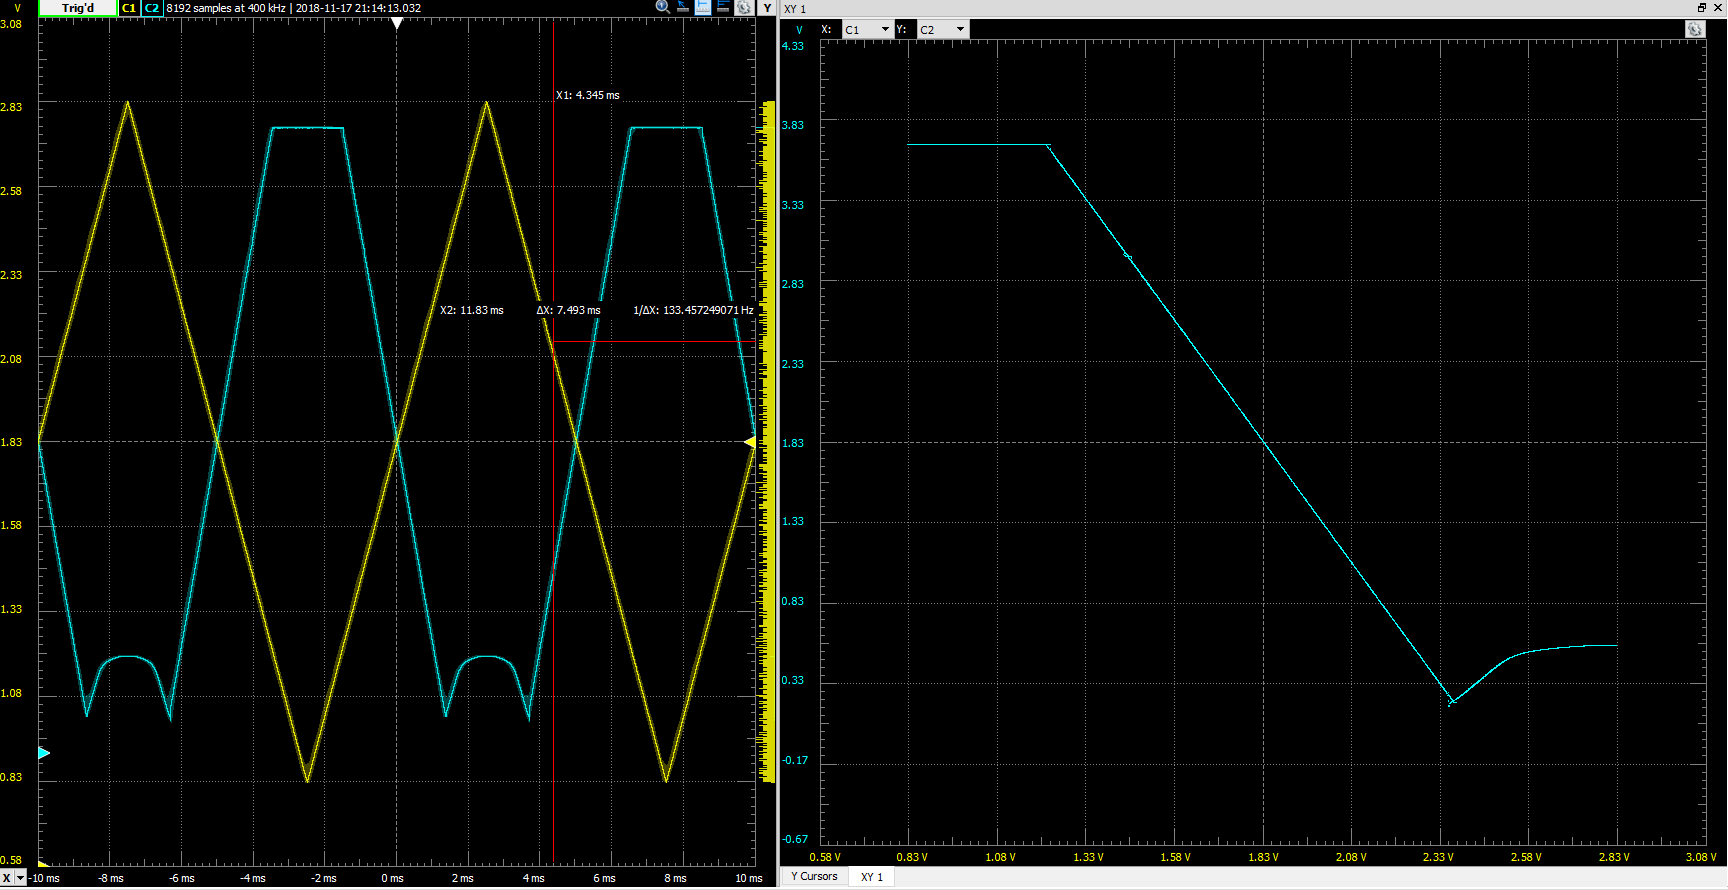 V Trig'd C1 C2 8192 samples at 400 kHz | 2018-11-17 21:14:13.032 Y
3.08
2.83
2.58
2.33
2.08
1.83
1.58
1.33
1.08
0.83
0.58
X1: 4.345 ms
X2: 11.83 ms ΔX: 7.493 ms 1/ΔX: 133.457249071 Hz
X -10 ms -8 ms -6 ms -4 ms -2 ms 0 ms 2 ms 4 ms 6 ms 8 ms 10 ms
XY 1
V X: C1 Y: C2
4.33
3.83
3.33
2.83
2.33
1.83
1.33
0.83
0.33
-0.17
-0.67
0.58 V 0.83 V 1.08 V 1.33 V 1.58 V 1.83 V 2.08 V 2.33 V 2.58 V 2.83 V 3.08 V
Y Cursors XY 1